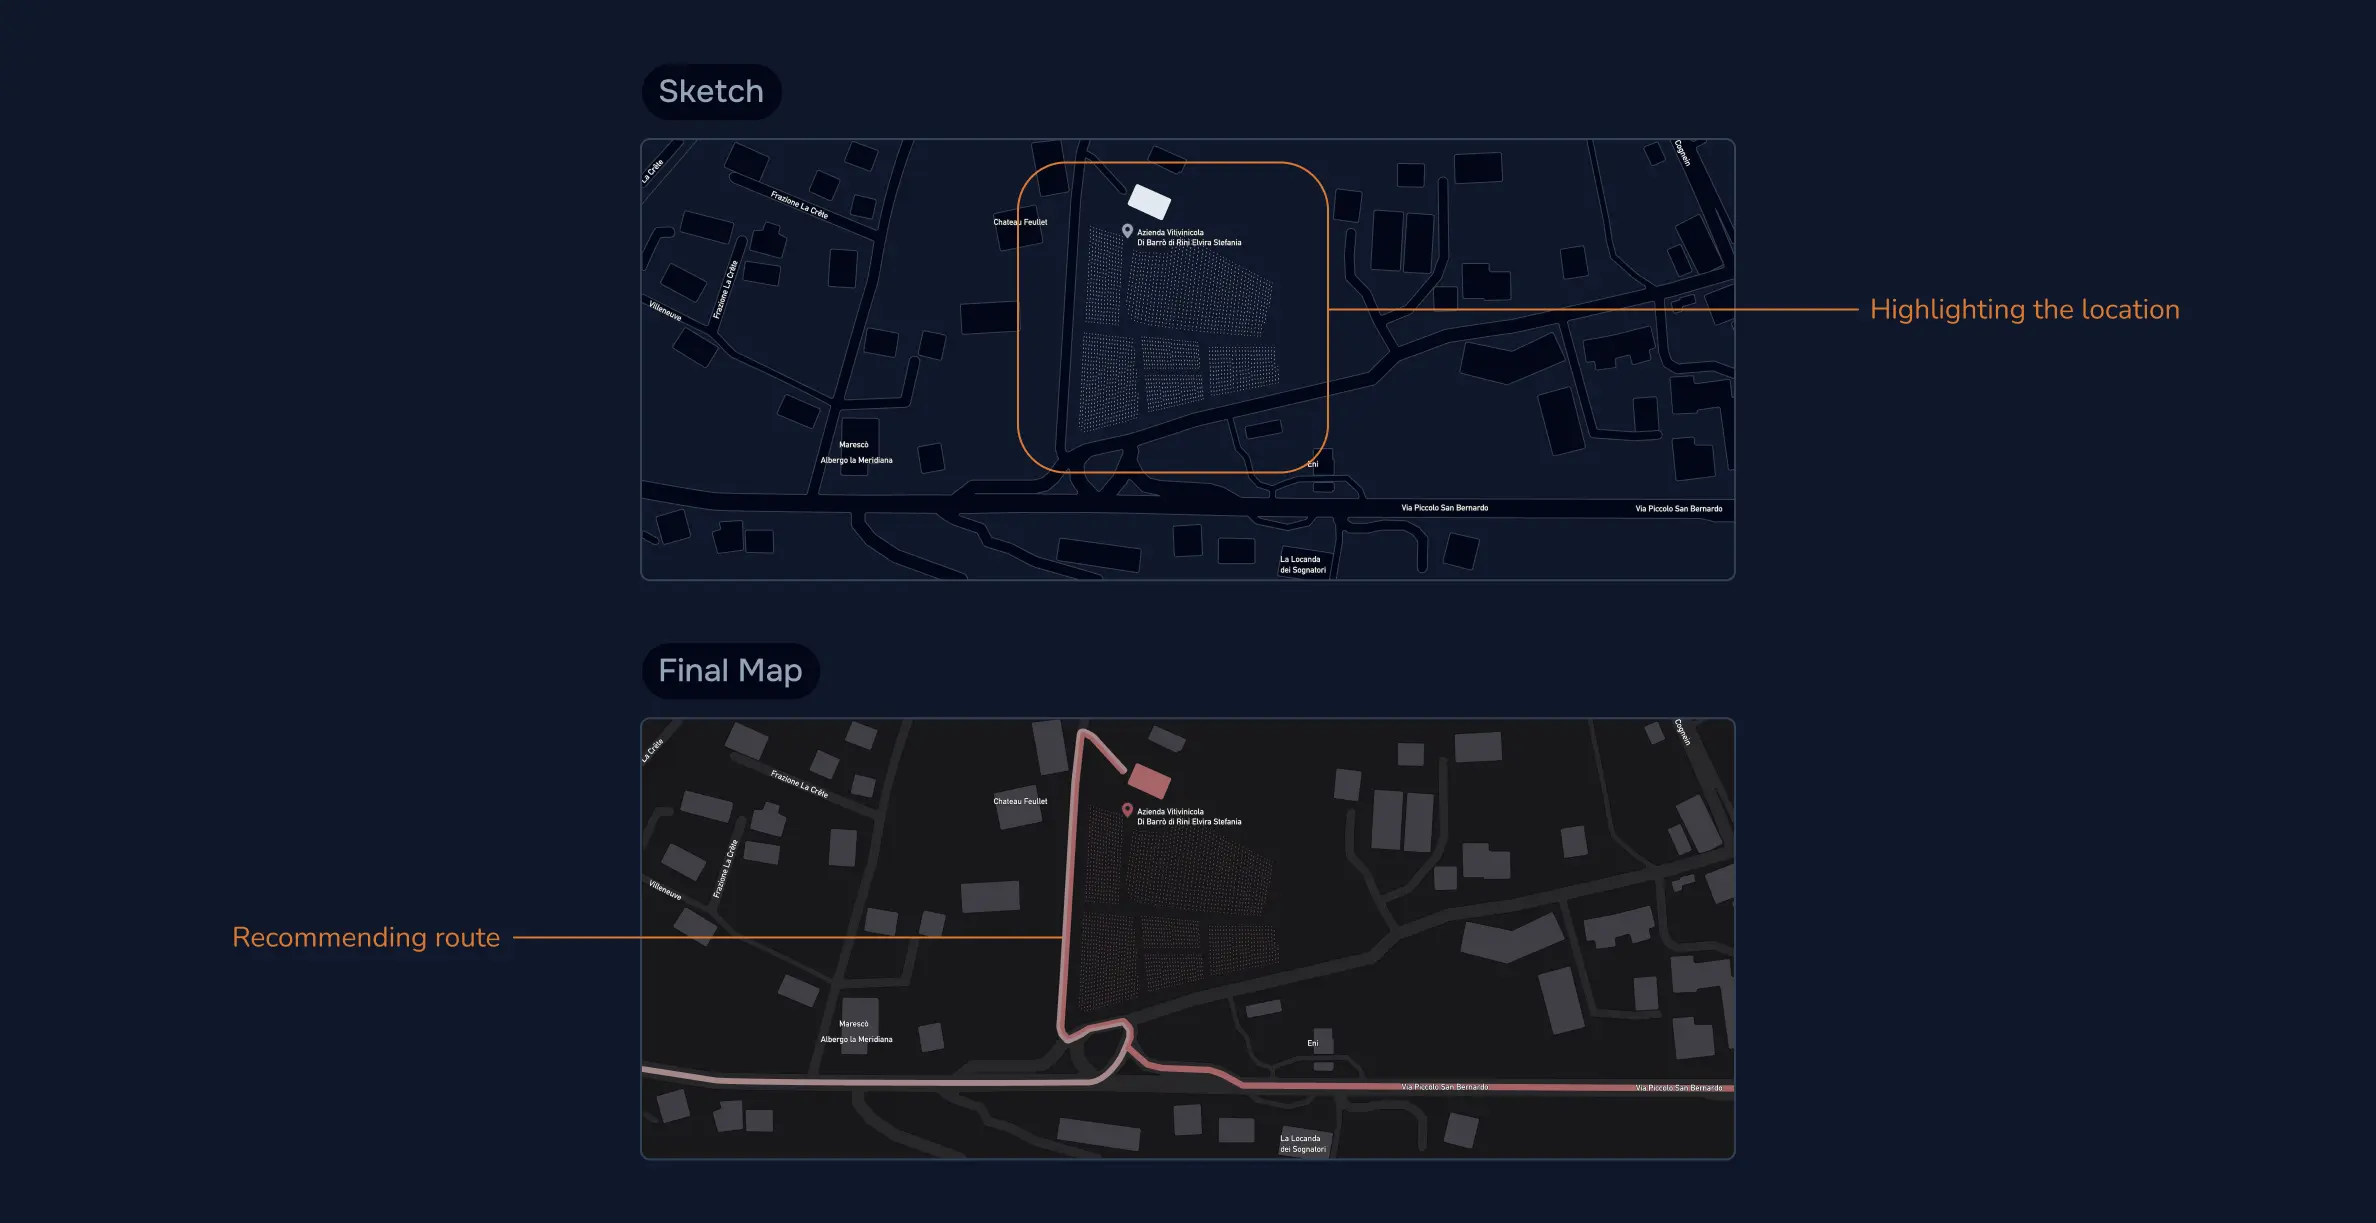 Sketch
La Crête
Frazione La Crête
Cognein
Chateau Feullet
Azienda Vitivinicola
Di Barrò di Rini Elvira Stefania
Frazione La Crête
Villeneuve
Highlighting the location
Marescò
Albergo la Meridiana
Eni
Via Piccolo San Bernardo
Via Piccolo San Bernardo
La Locanda
dei Sognatori
Final Map
La Crête
Frazione La Crête
Cognein
Chateau Feullet
Azienda Vitivinicola
Di Barrò di Rini Elvira Stefania
Frazione La Crête
Villeneuve
Recommending route
Marescò
Albergo la Meridiana
Eni
Via Piccolo San Bernardo
Via Piccolo San Bernardo
La Locanda
dei Sognatori